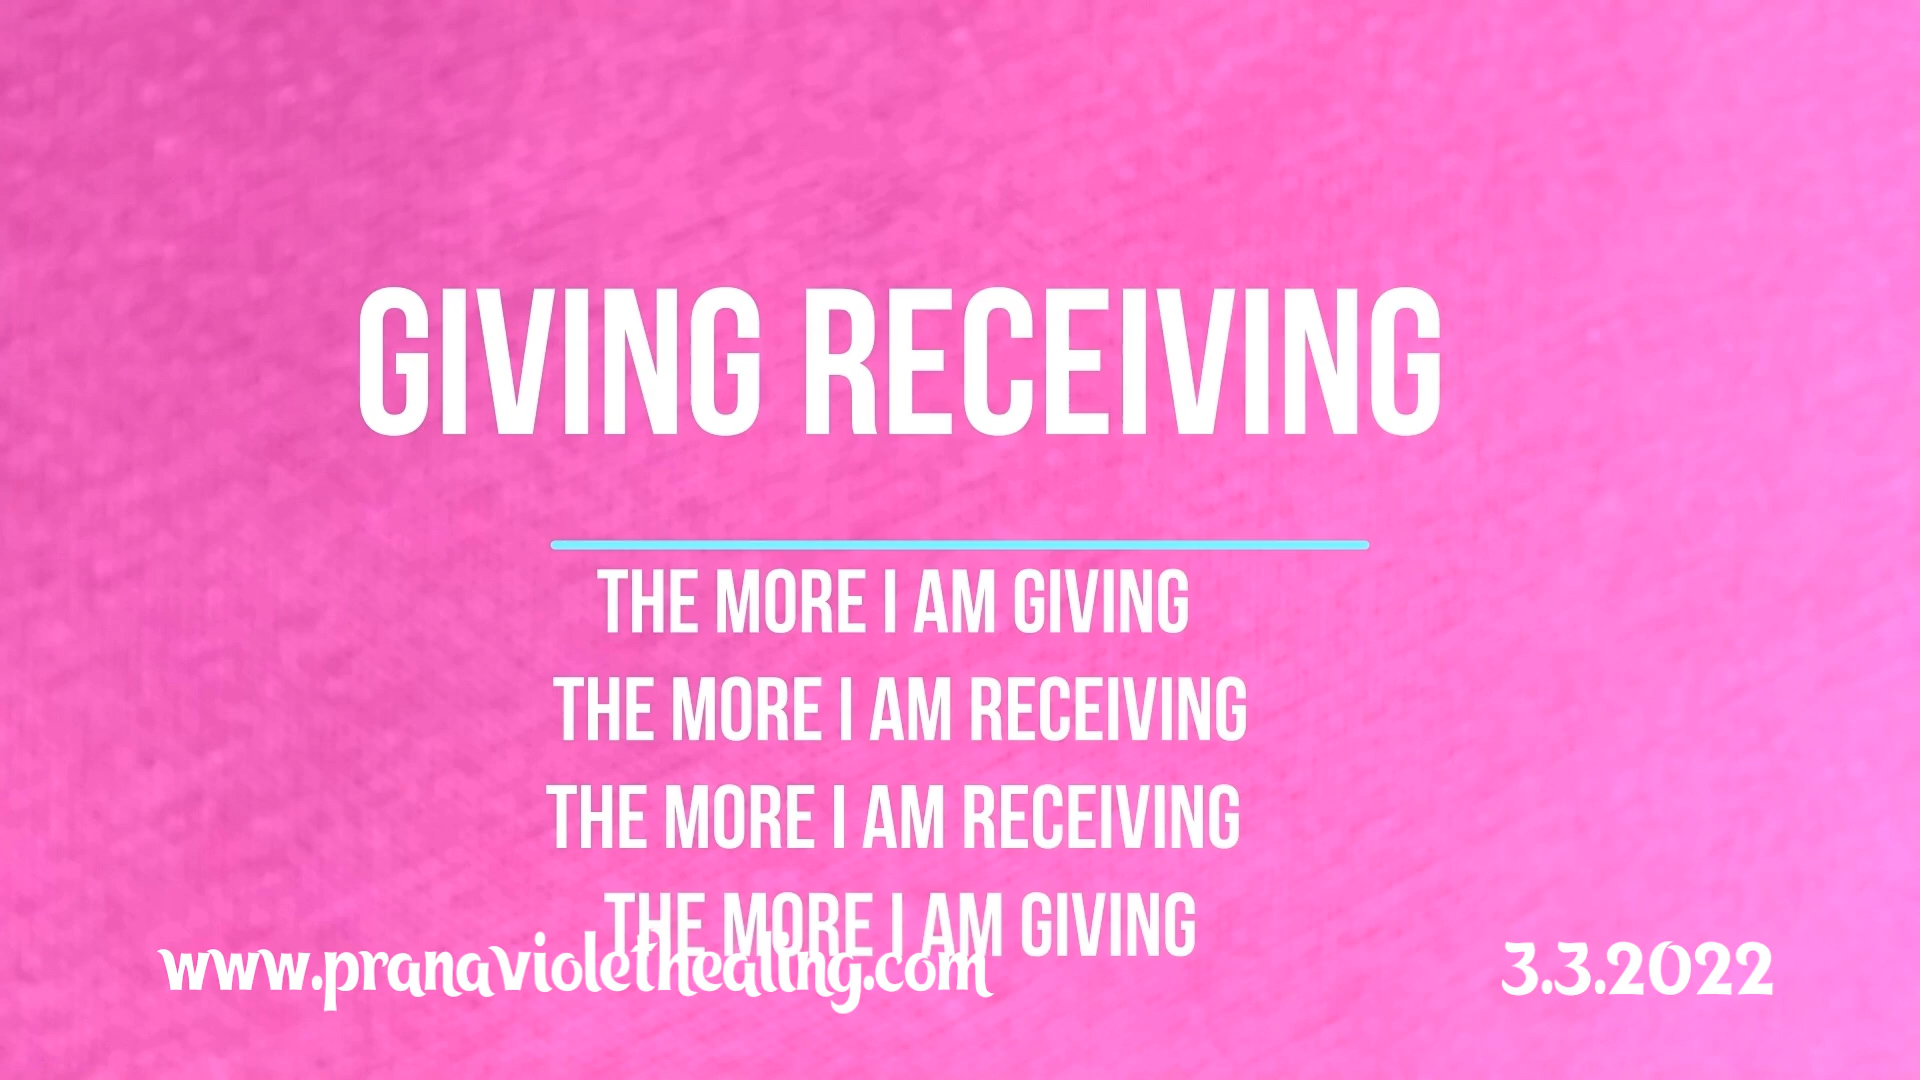 GIVING RECEIVING
THE MORE I AM GIVING
THE MORE I AM RECEIVING
THE MORE I AM RECEIVING
THE MORE I AM GIVING
www.pranaviolethealing.com
3.3.2022